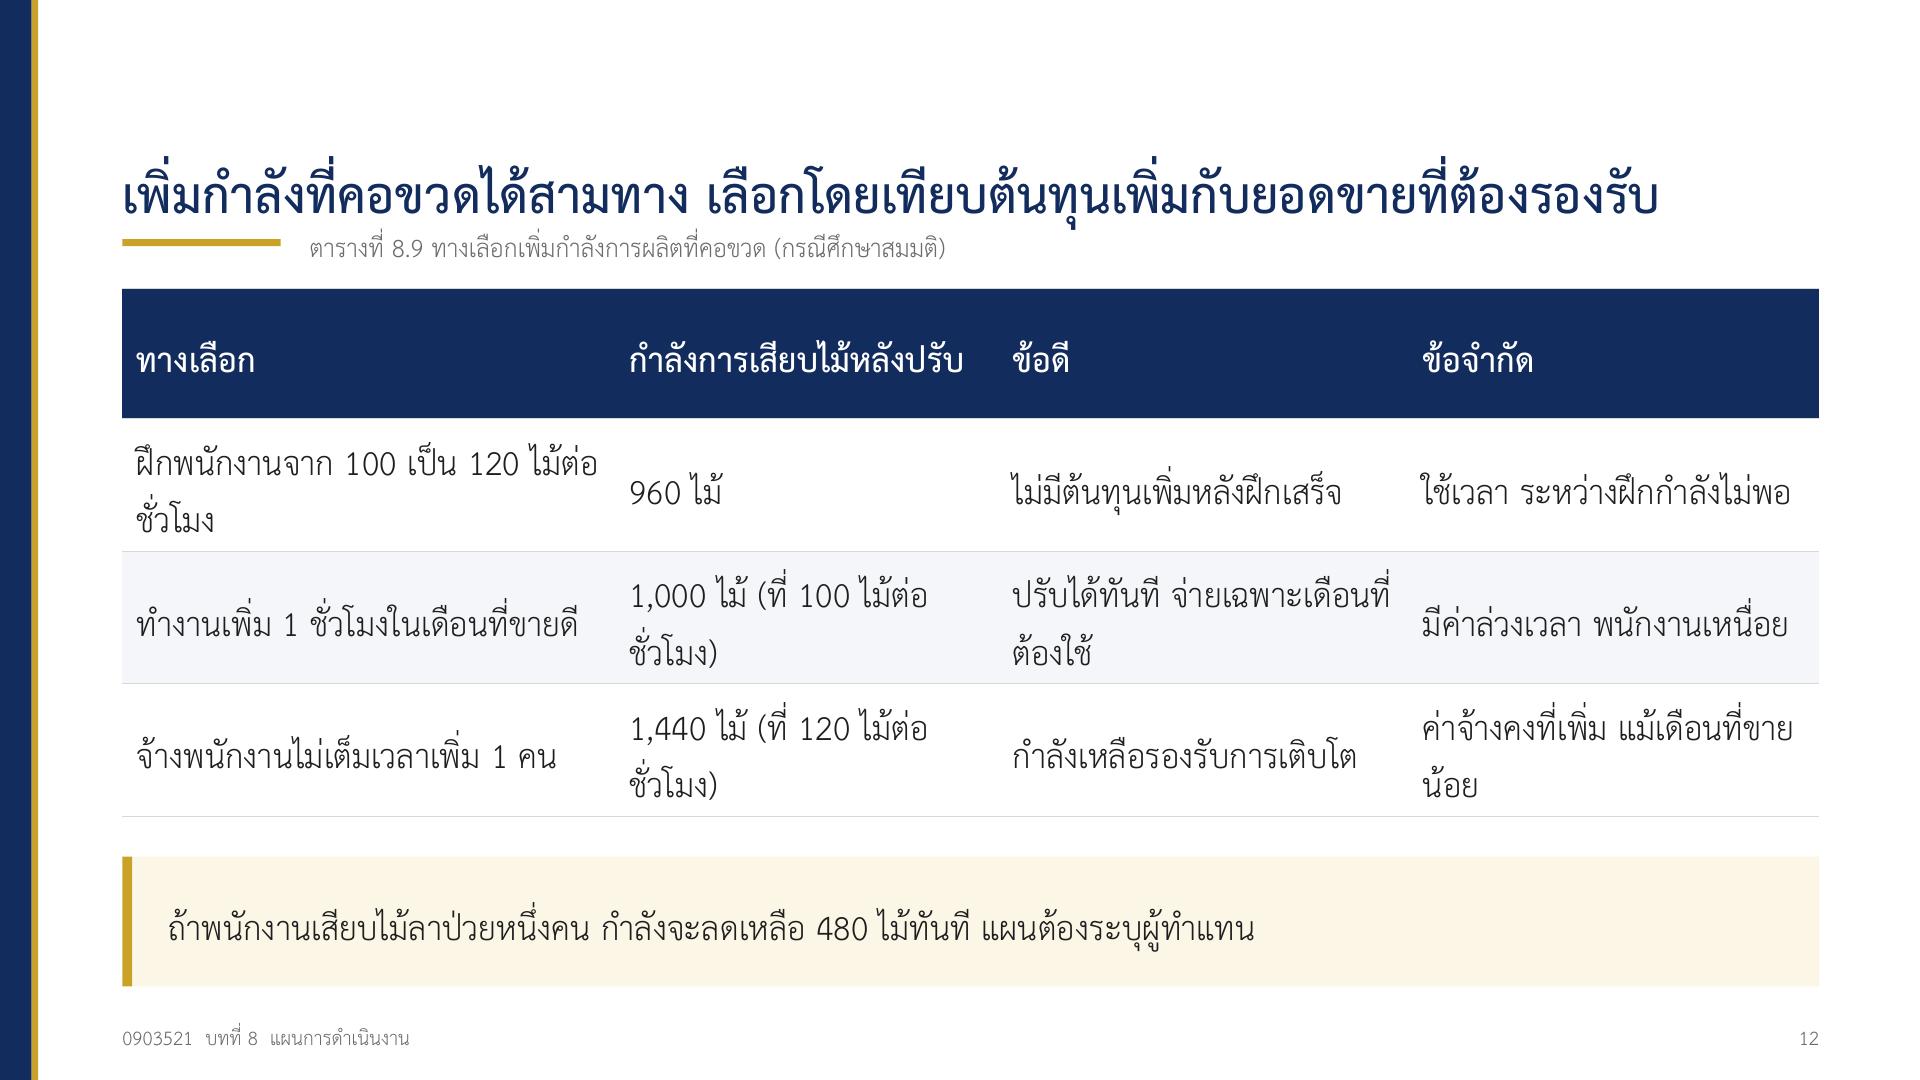 เพิ่มกำลังที่คอขวดได้สามทาง เลือกโดยเทียบต้นทุนเพิ่มกับยอดขายที่ต้องรองรับ
ตารางที่ 8.9 ทางเลือกเพิ่มกำลังการผลิตที่คอขวด (กรณีศึกษาสมมติ)
ทางเลือก กำลังการเสียบไม้หลังปรับ ข้อดี ข้อจำกัด
ฝึกพนักงานจาก 100 เป็น 120 ไม้ต่อ
ชั่วโมง
960 ไม้
ไม่มีต้นทุนเพิ่มหลังฝึกเสร็จ
ใช้เวลา ระหว่างฝึกกำลังไม่พอ
ทำงานเพิ่ม 1 ชั่วโมงในเดือนที่ขายดี
1,000 ไม้ (ที่ 100 ไม้ต่อ
ชั่วโมง)
ปรับได้ทันที จ่ายเฉพาะเดือนที่
ต้องใช้
มีค่าล่วงเวลา พนักงานเหนื่อย
จ้างพนักงานไม่เต็มเวลาเพิ่ม 1 คน
1,440 ไม้ (ที่ 120 ไม้ต่อ
ชั่วโมง)
กำลังเหลือรองรับการเติบโต
ค่าจ้างคงที่เพิ่ม แม้เดือนที่ขาย
น้อย
ถ้าพนักงานเสียบไม้ลาป่วยหนึ่งคน กำลังจะลดเหลือ 480 ไม้ทันที แผนต้องระบุผู้ทำแทน
0903521 บทที่ 8 แผนการดำเนินงาน
12